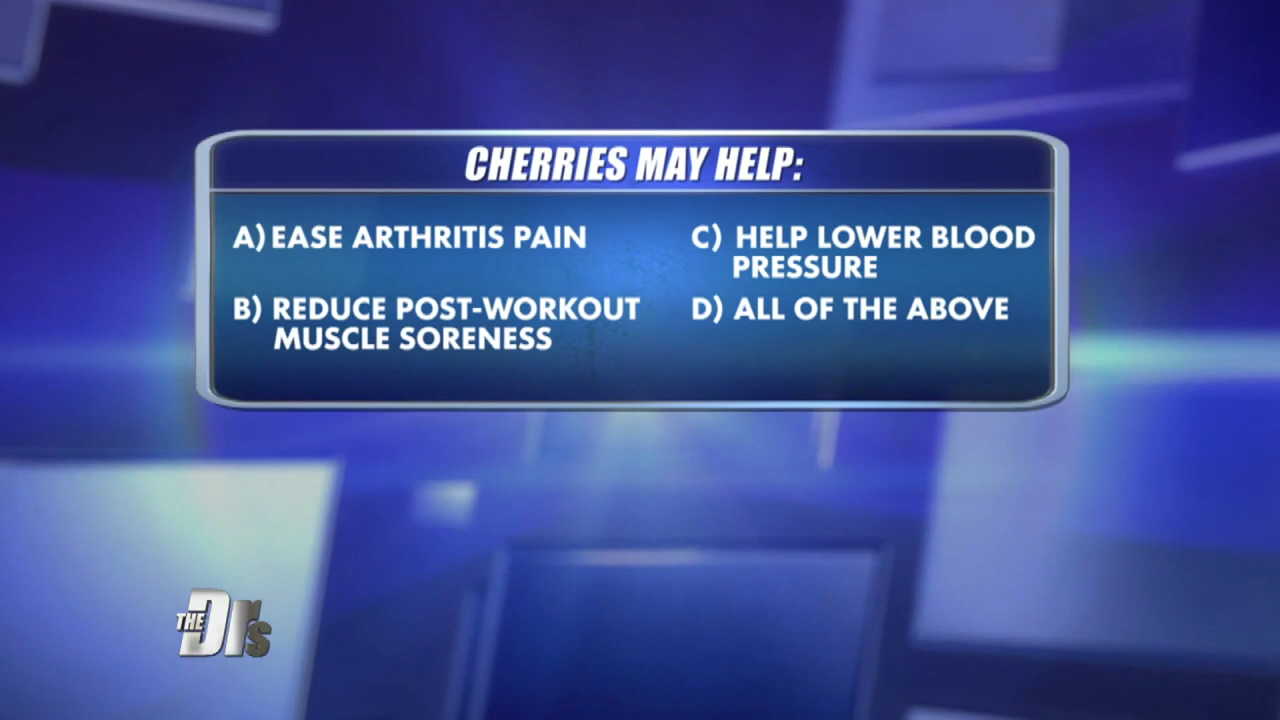 CHERRIES MAY HELP:
A) EASE ARTHRITIS PAIN
B) REDUCE POST-WORKOUT
MUSCLE SORENESS
C) HELP LOWER BLOOD
PRESSURE
D) ALL OF THE ABOVE
THE Drs